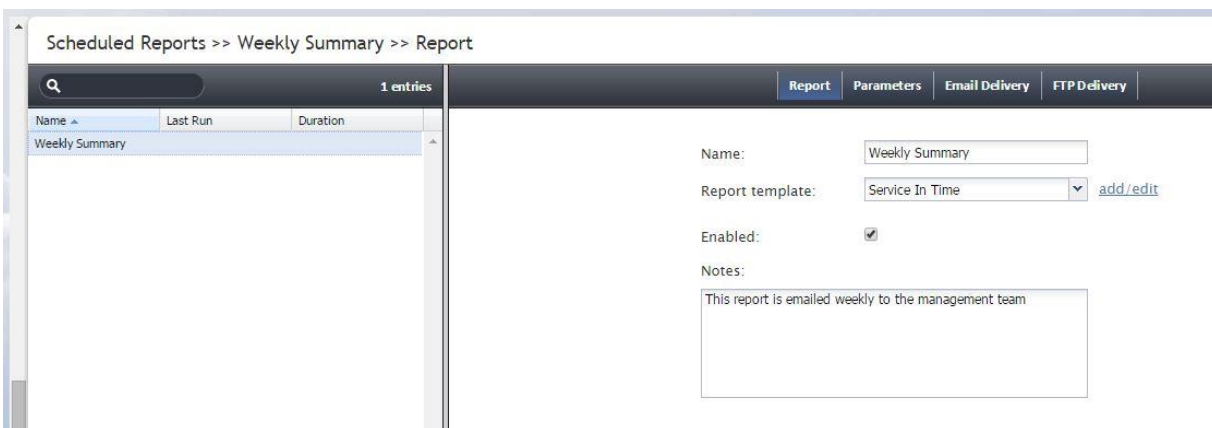 Scheduled Reports >> Weekly Summary >> Report
1 entries
Report Parameters Email Delivery FTP Delivery
Name Last Run Duration
Weekly Summary
Name: Weekly Summary
Report template: Service In Time add/edit
Enabled:
Notes:
This report is emailed weekly to the management team